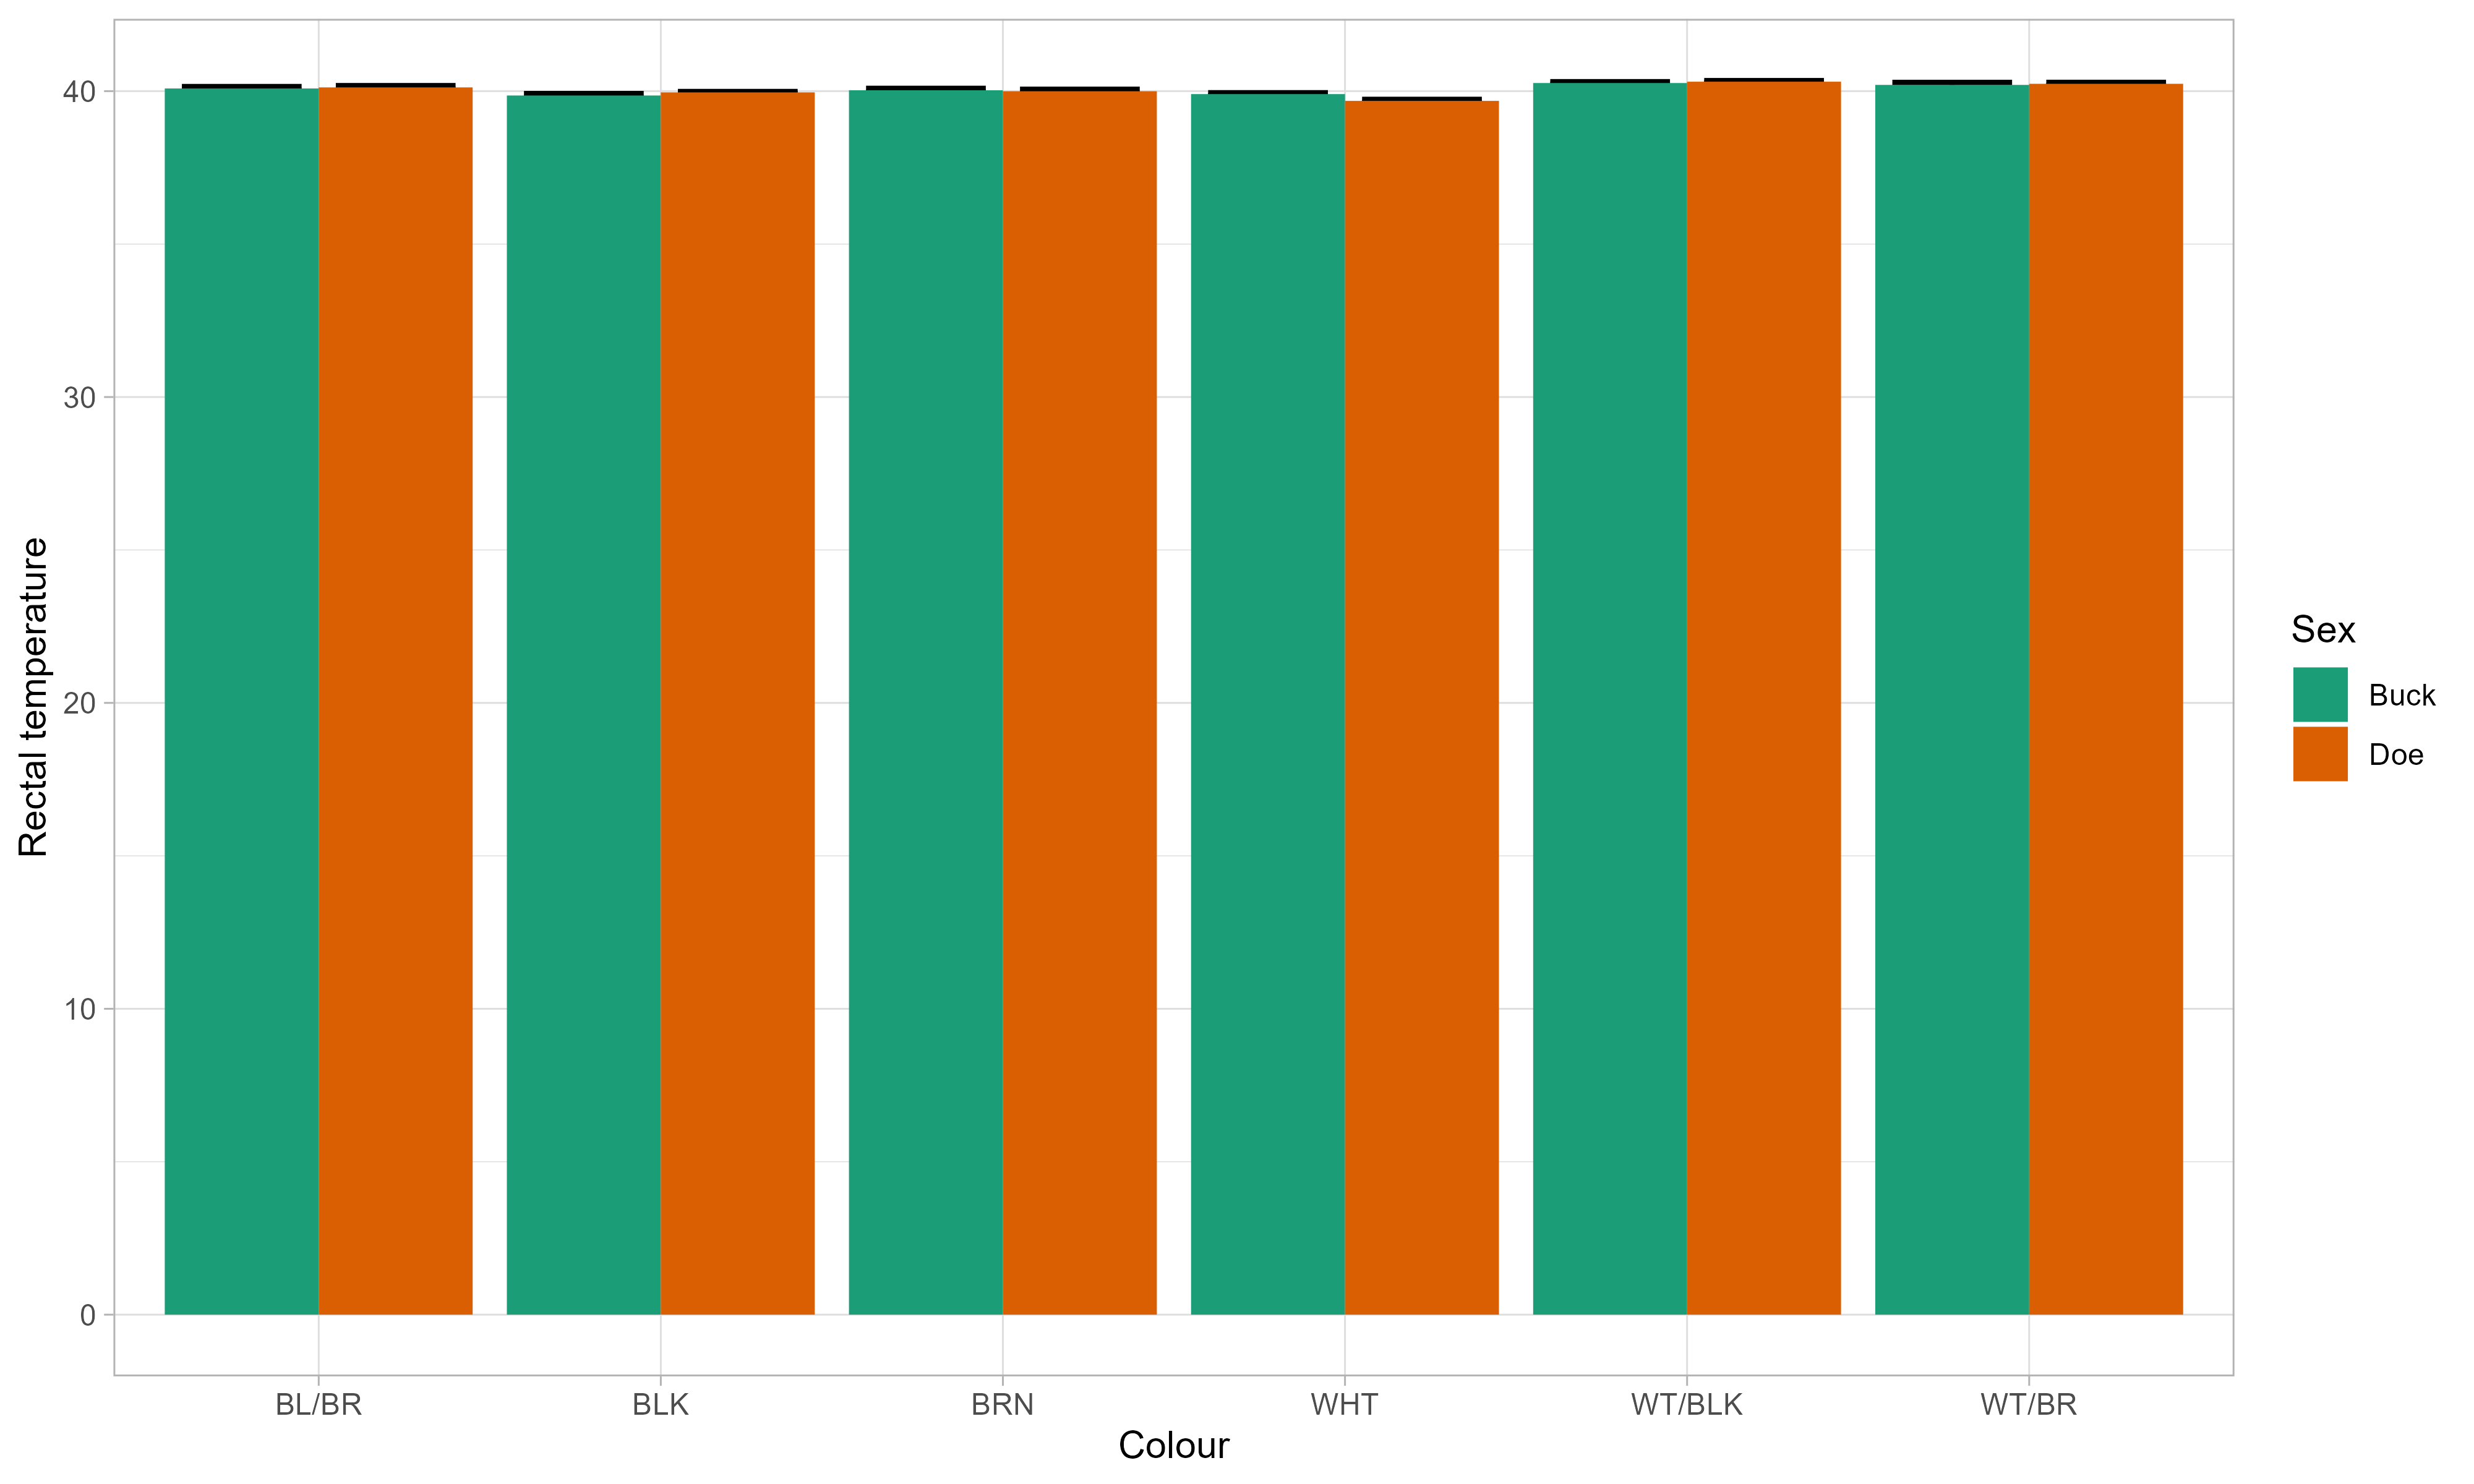 Rectal temperature
40
30
20
10
0
BL/BR BLK BRN WHT WT/BLK WT/BR
Colour
Sex
Buck
Doe